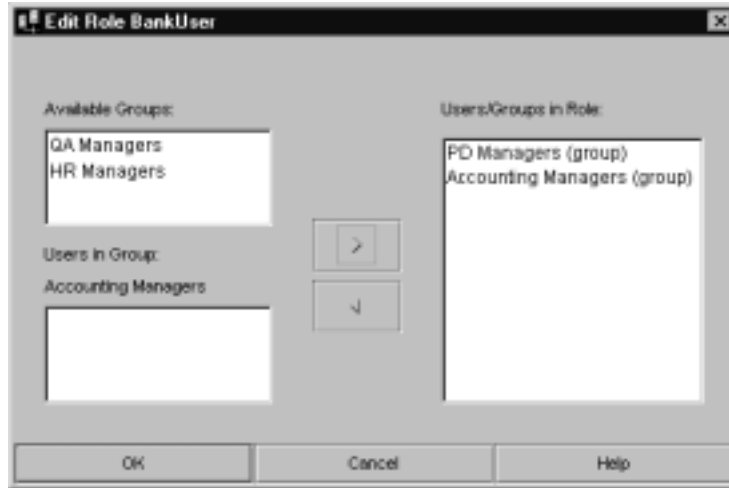 Edit Role BankUser
Available Groups:
QA Managers
HR Managers
Users in Group:
Accounting Managers
>
<
Users/Groups in Role:
PD Managers (group)
Accounting Managers (group)
OK
Cancel
Help